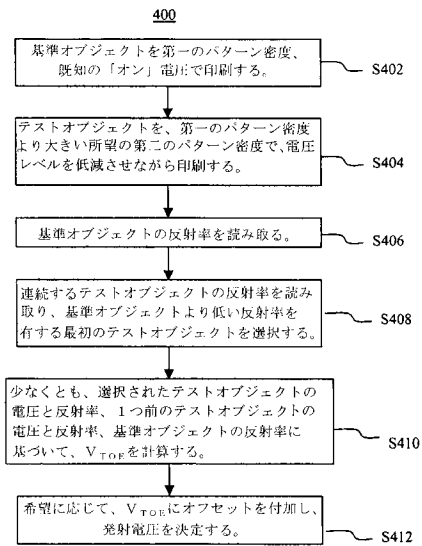 400
基準オブジェクトを第一のパターン密度、
既知の「オン」電圧で印刷する。
S402
テストオブジェクトを、第一のパターン密度
より大きい所望の第二のパターン密度で、電圧
レベルを低減させながら印刷する。
S404
基準オブジェクトの反射率を読み取る。
S406
連続するテストオブジェクトの反射率を読み
取り、基準オブジェクトより低い反射率を
有する最初のテストオブジェクトを選択する。
S408
少なくとも、選択されたテストオブジェクトの
電圧と反射率、1つ前のテストオブジェクトの
電圧と反射率、基準オブジェクトの反射率に
基づいて、VTOEを計算する。
S410
希望に応じて、VTOEにオフセットを付加し、
発射電圧を決定する。
S412